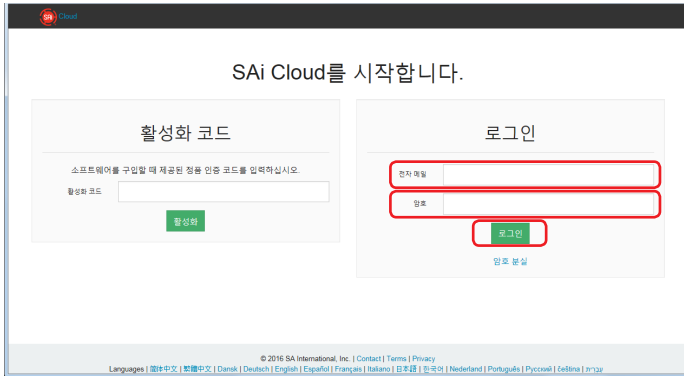 SAi Cloud
SAi Cloud를 시작합니다.
활성화 코드
소프트웨어를 구입할 때 제공된 정품 인증 코드를 입력하십시오.
활성화 코드
활성화
로그인
전자 메일
암호
로그인
암호 분실
© 2016 SA International, Inc. | Contact | Terms | Privacy
Languages | 简体中文 | 繁體中文 | Dansk | Deutsch | English | Español | Français | Italiano | 日本語 | 한국어 | Nederland | Português | Русский | čeština | עברית